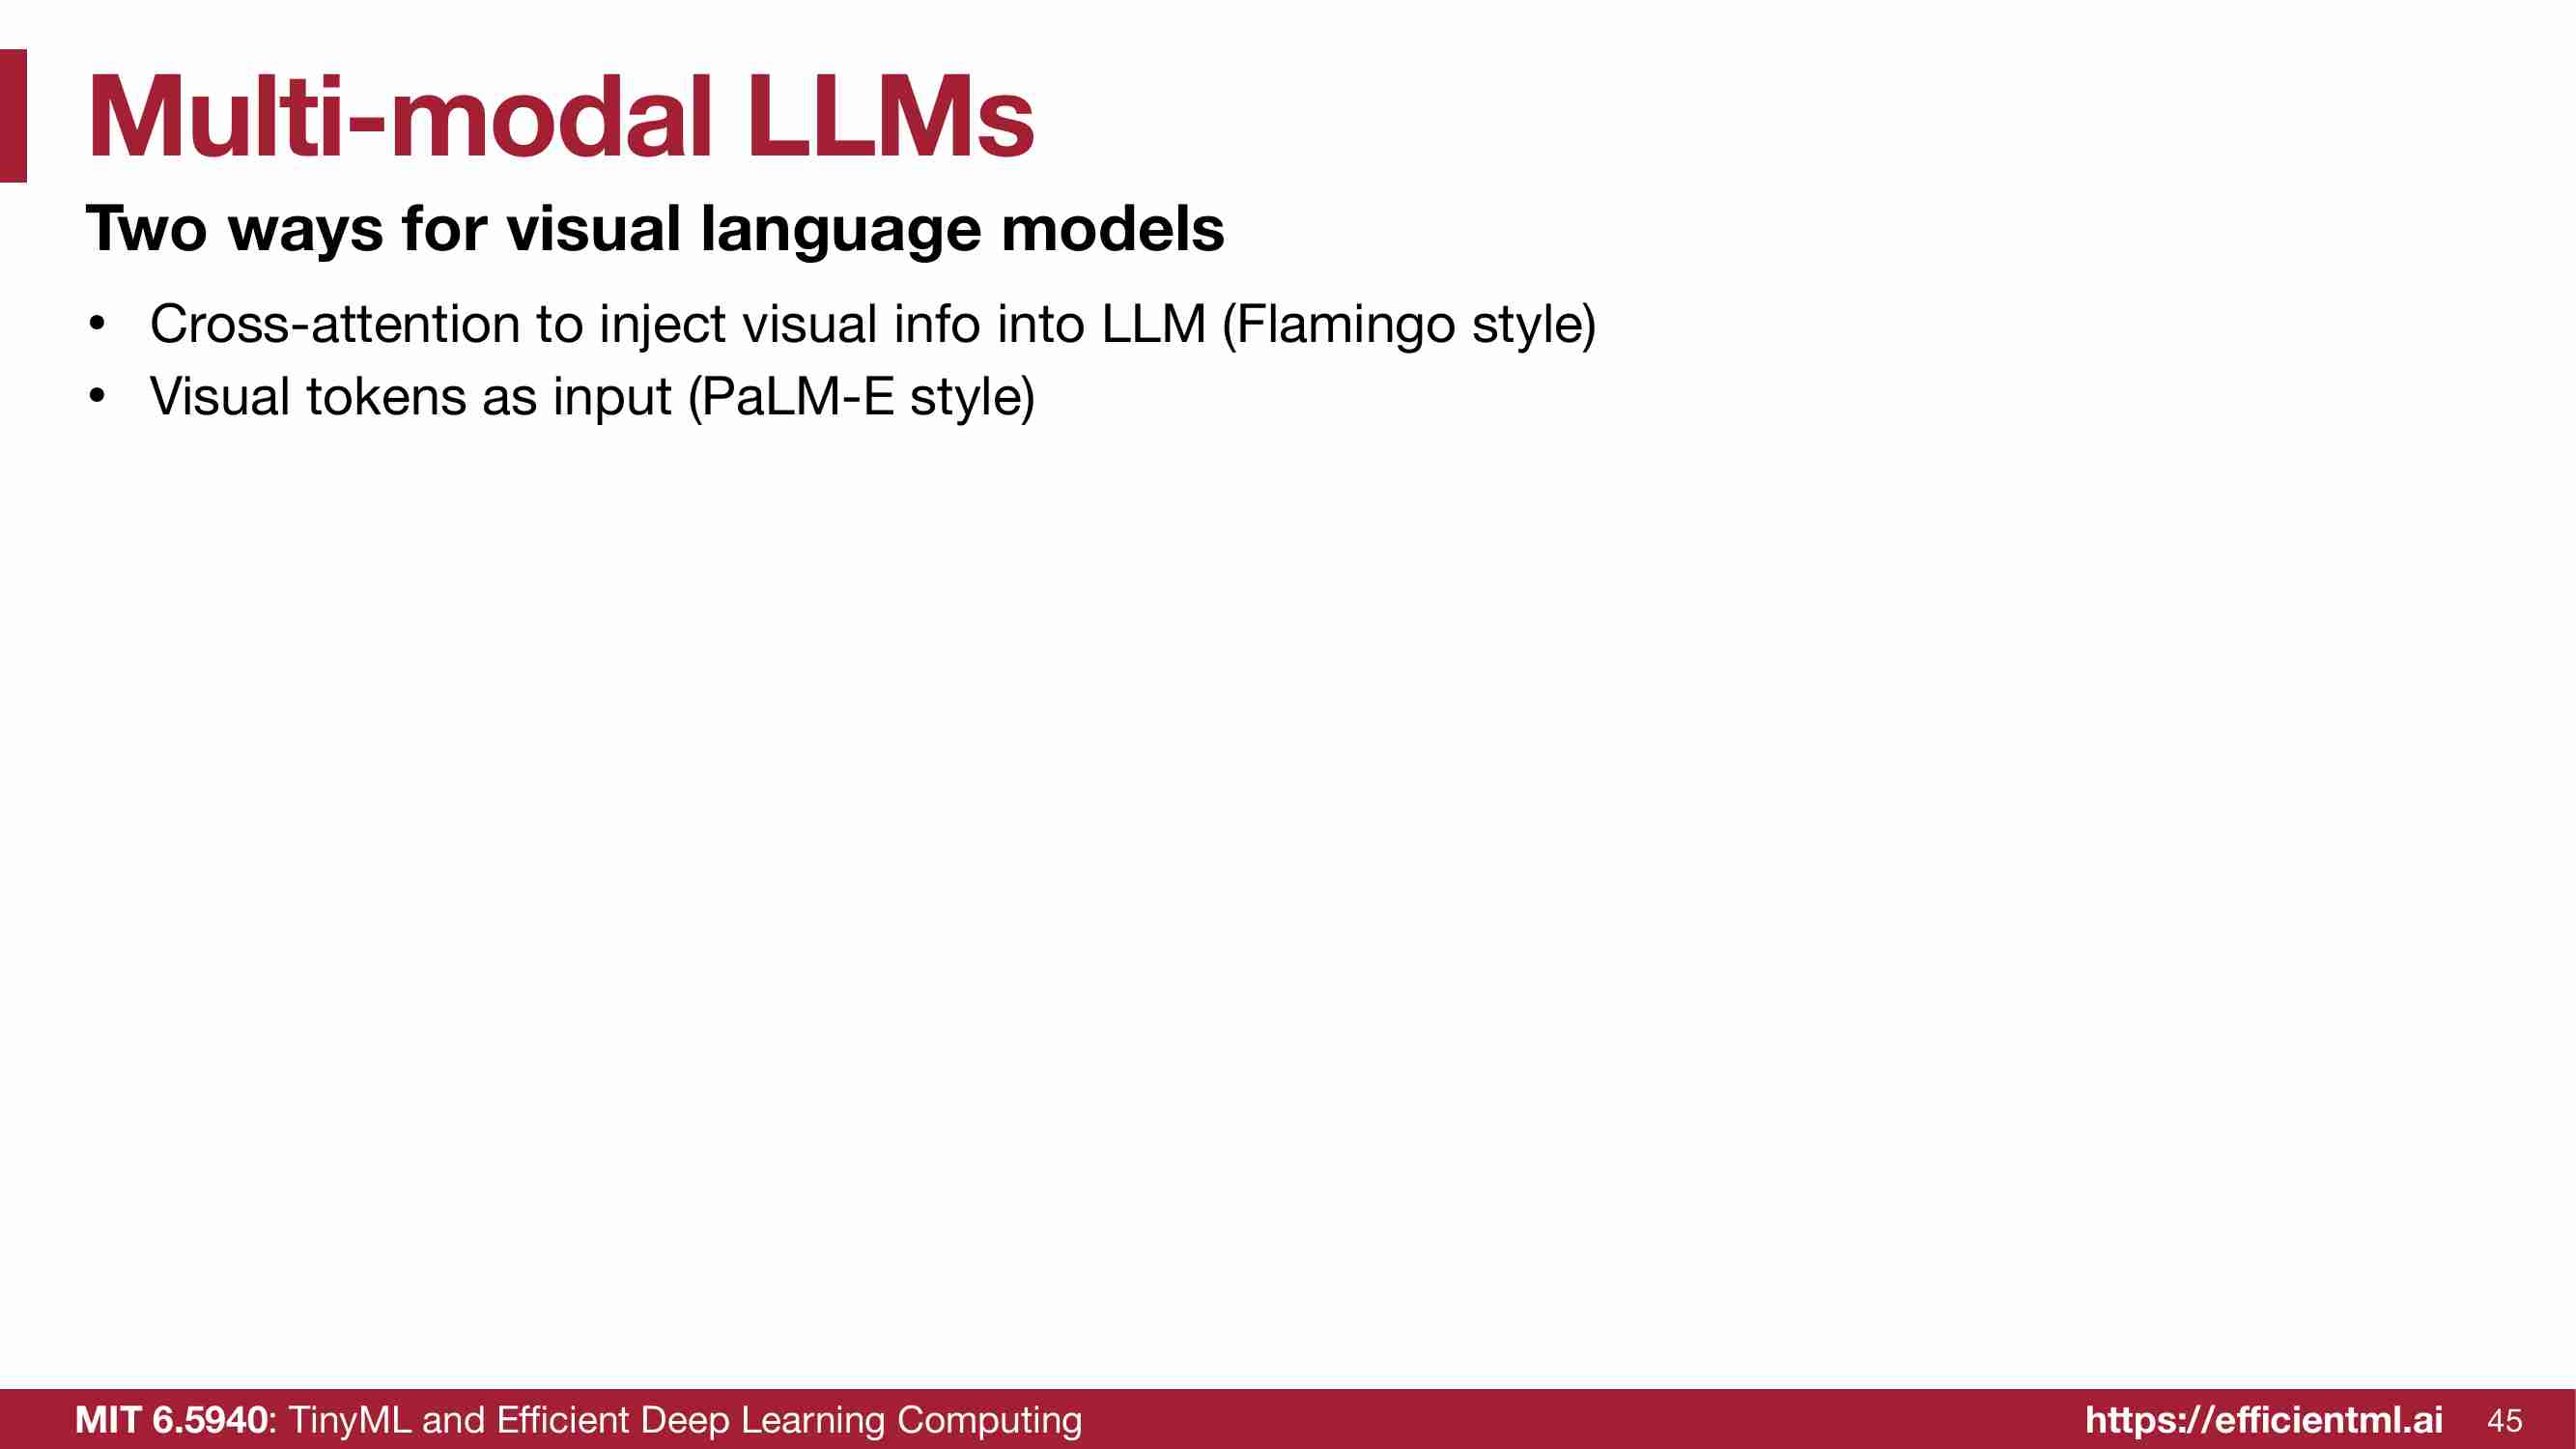 Multi-modal LLMs
Two ways for visual language models
• Cross-attention to inject visual info into LLM (Flamingo style)
• Visual tokens as input (PaLM-E style)
MIT 6.5940: TinyML and Efficient Deep Learning Computing
https://efficientml.ai
45